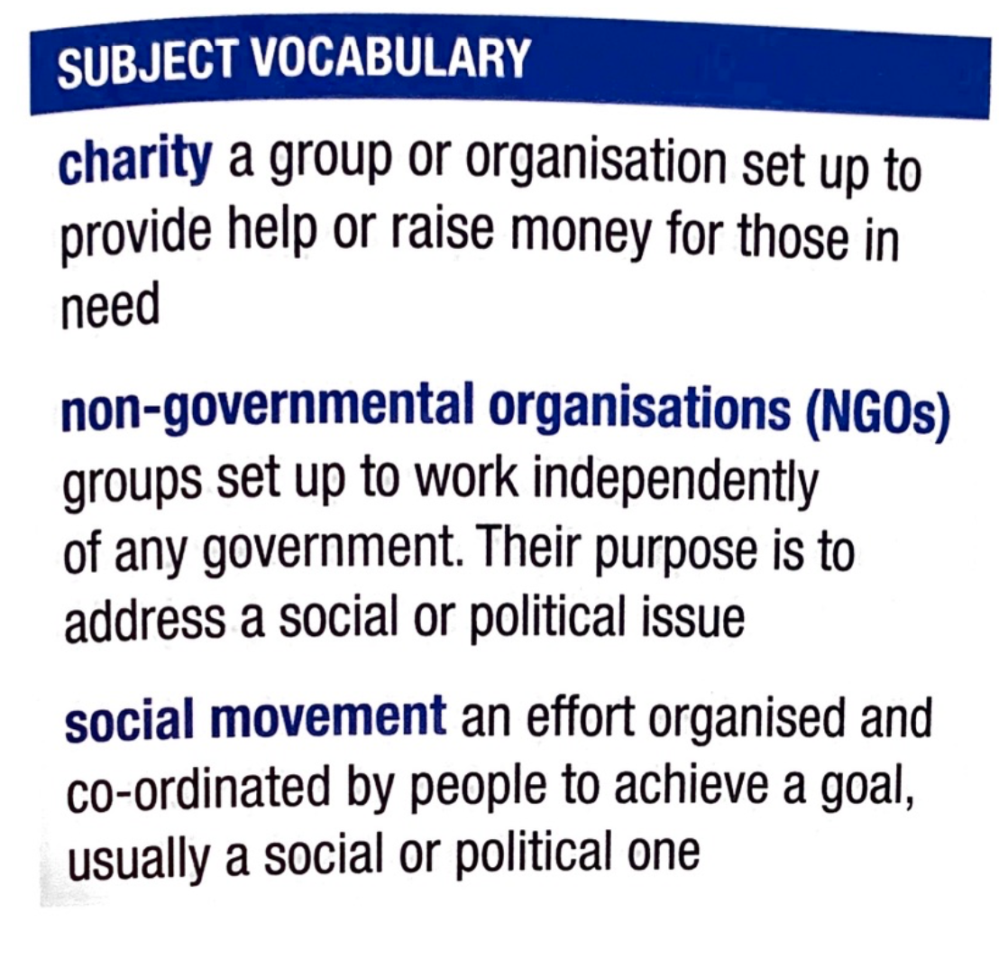 SUBJECT VOCABULARY
charity a group or organisation set up to
provide help or raise money for those in
need
non-governmental organisations (NGOs)
groups set up to work independently
of any government. Their purpose is to
address a social or political issue
social movement an effort organised and
co-ordinated by people to achieve a goal,
usually a social or political one